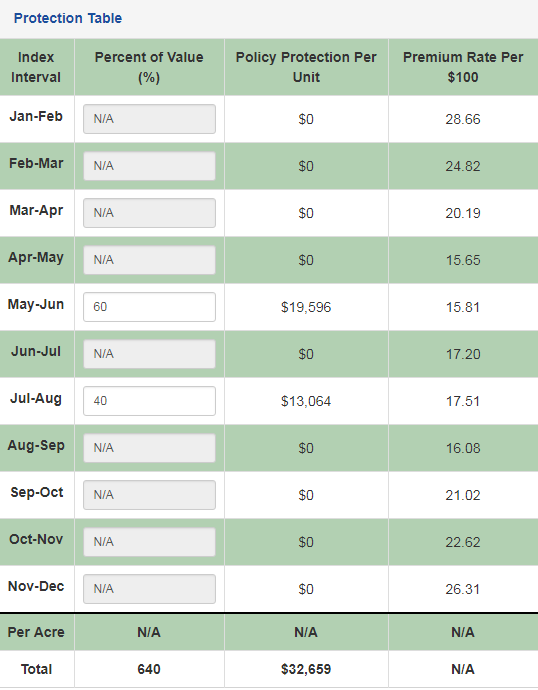 Protection Table
Index Interval Percent of Value (%) Policy Protection Per Unit Premium Rate Per $100
Jan-Feb N/A $0 28.66
Feb-Mar N/A $0 24.82
Mar-Apr N/A $0 20.19
Apr-May N/A $0 15.65
May-Jun 60 $19,596 15.81
Jun-Jul N/A $0 17.20
Jul-Aug 40 $13,064 17.51
Aug-Sep N/A $0 16.08
Sep-Oct N/A $0 21.02
Oct-Nov N/A $0 22.62
Nov-Dec N/A $0 26.31
Per Acre N/A N/A N/A
Total 640 $32,659 N/A